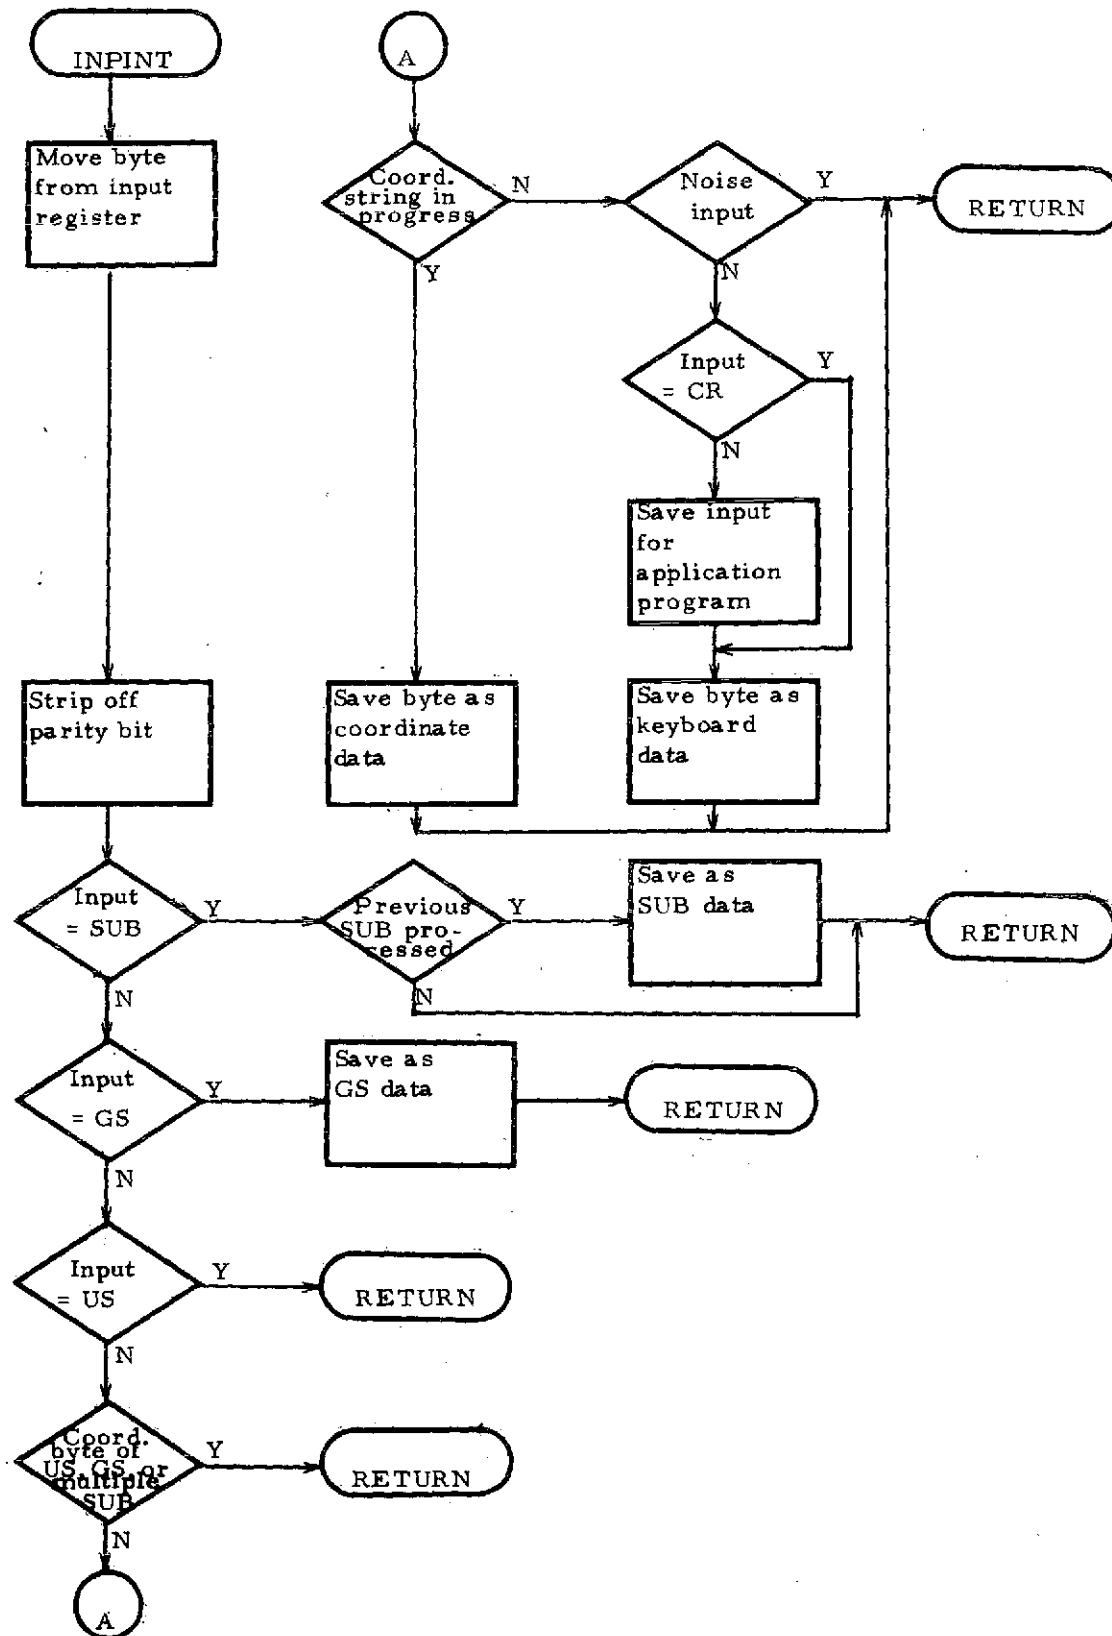 INPINT
Move byte
from input
register
Strip off
parity bit
Input
= SUB
Y
N
Input
= GS
Y
N
Input
= US
Y
N
Coord.
byte of
US, GS, or
multiple
SUB
Y
N
A
A
Coord.
string in
progress
N
Y
Noise
input
Y
N
RETURN
Input
= CR
Y
N
Save input
for
application
program
Save byte as
coordinate
data
Save byte as
keyboard
data
Previous
SUB pro-
cessed
Y
N
Save as
SUB data
RETURN
Save as
GS data
RETURN
RETURN
RETURN